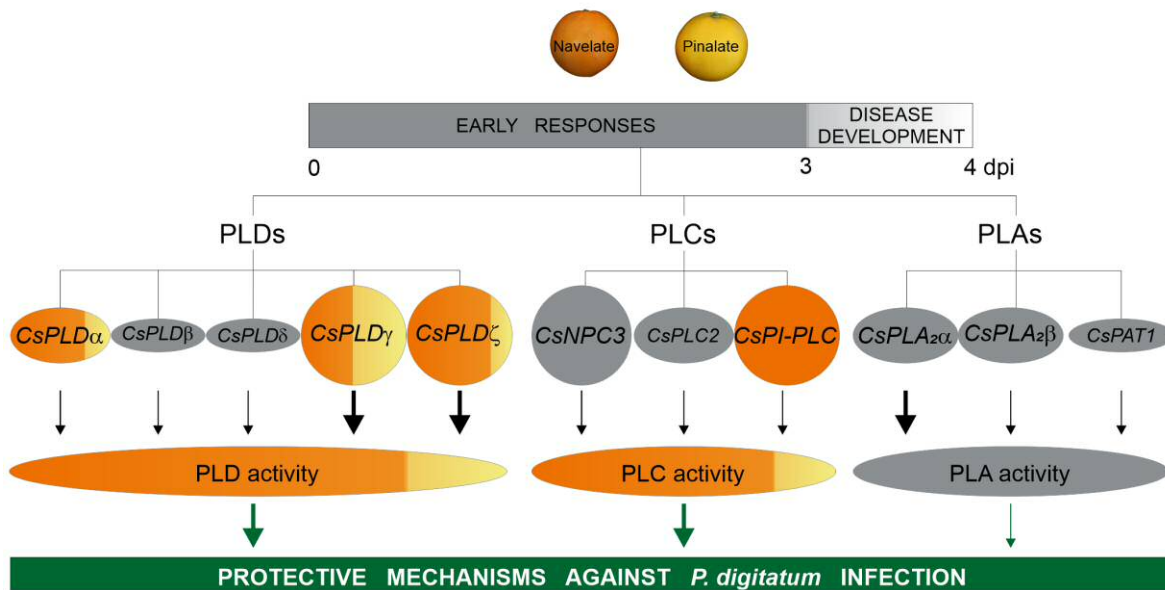 Navelate Pinalate
EARLY RESPONSES DISEASE DEVELOPMENT
0 3 4 dpi
PLDs PLCs PLAs
CsPLDα CsPLDβ CsPLDδ CsPLDγ CsPLDζ CsNPC3 CsPLC2 CsPI-PLC CsPLA₂α CsPLA₂β CsPAT1
PLD activity PLC activity PLA activity
PROTECTIVE MECHANISMS AGAINST P. digitatum INFECTION